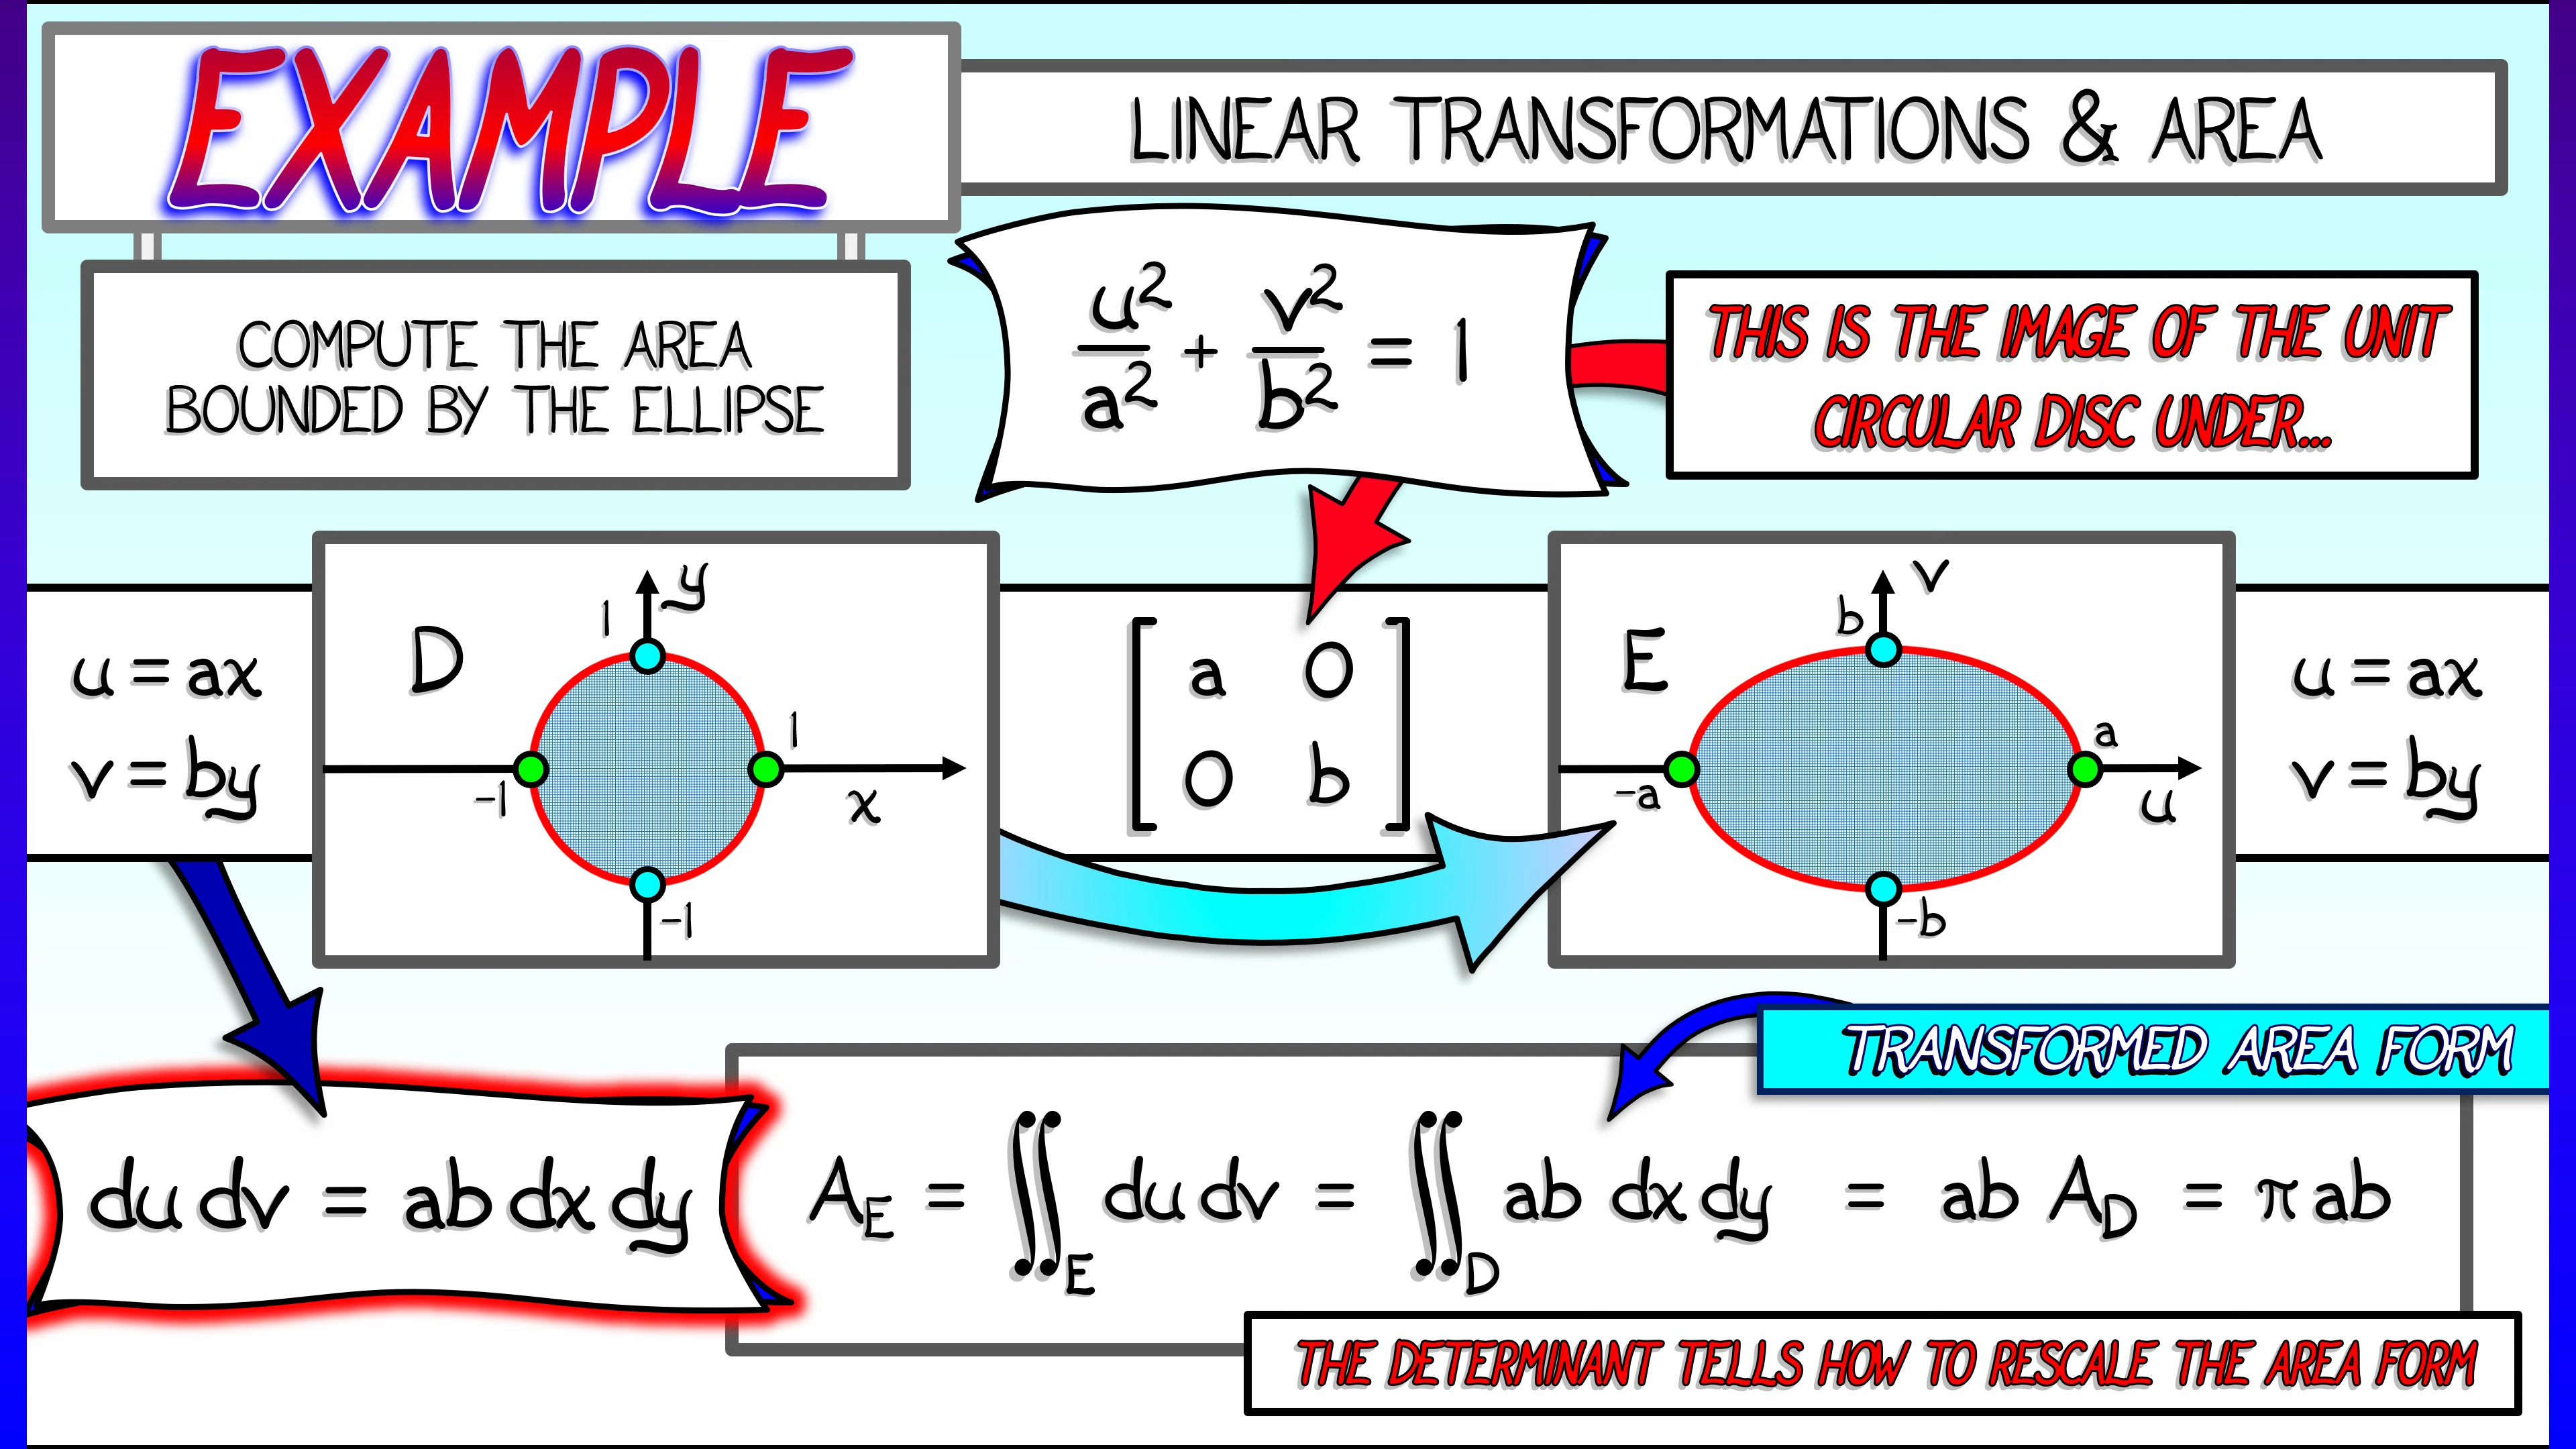 EXAMPLE
LINEAR TRANSFORMATIONS & AREA
COMPUTE THE AREA
BOUNDED BY THE ELLIPSE
u²/a² + v²/b² = 1
THIS IS THE IMAGE OF THE UNIT
CIRCULAR DISC UNDER...
u = ax
v = by
D
y
1
1
-1
x
-1
[ a 0
0 b ]
E
v
b
a
-a
u
-b
u = ax
v = by
TRANSFORMED AREA FORM
du dv = ab dx dy
A_E = ∬_E du dv = ∬_D ab dx dy = ab A_D = π ab
THE DETERMINANT TELLS HOW TO RESCALE THE AREA FORM